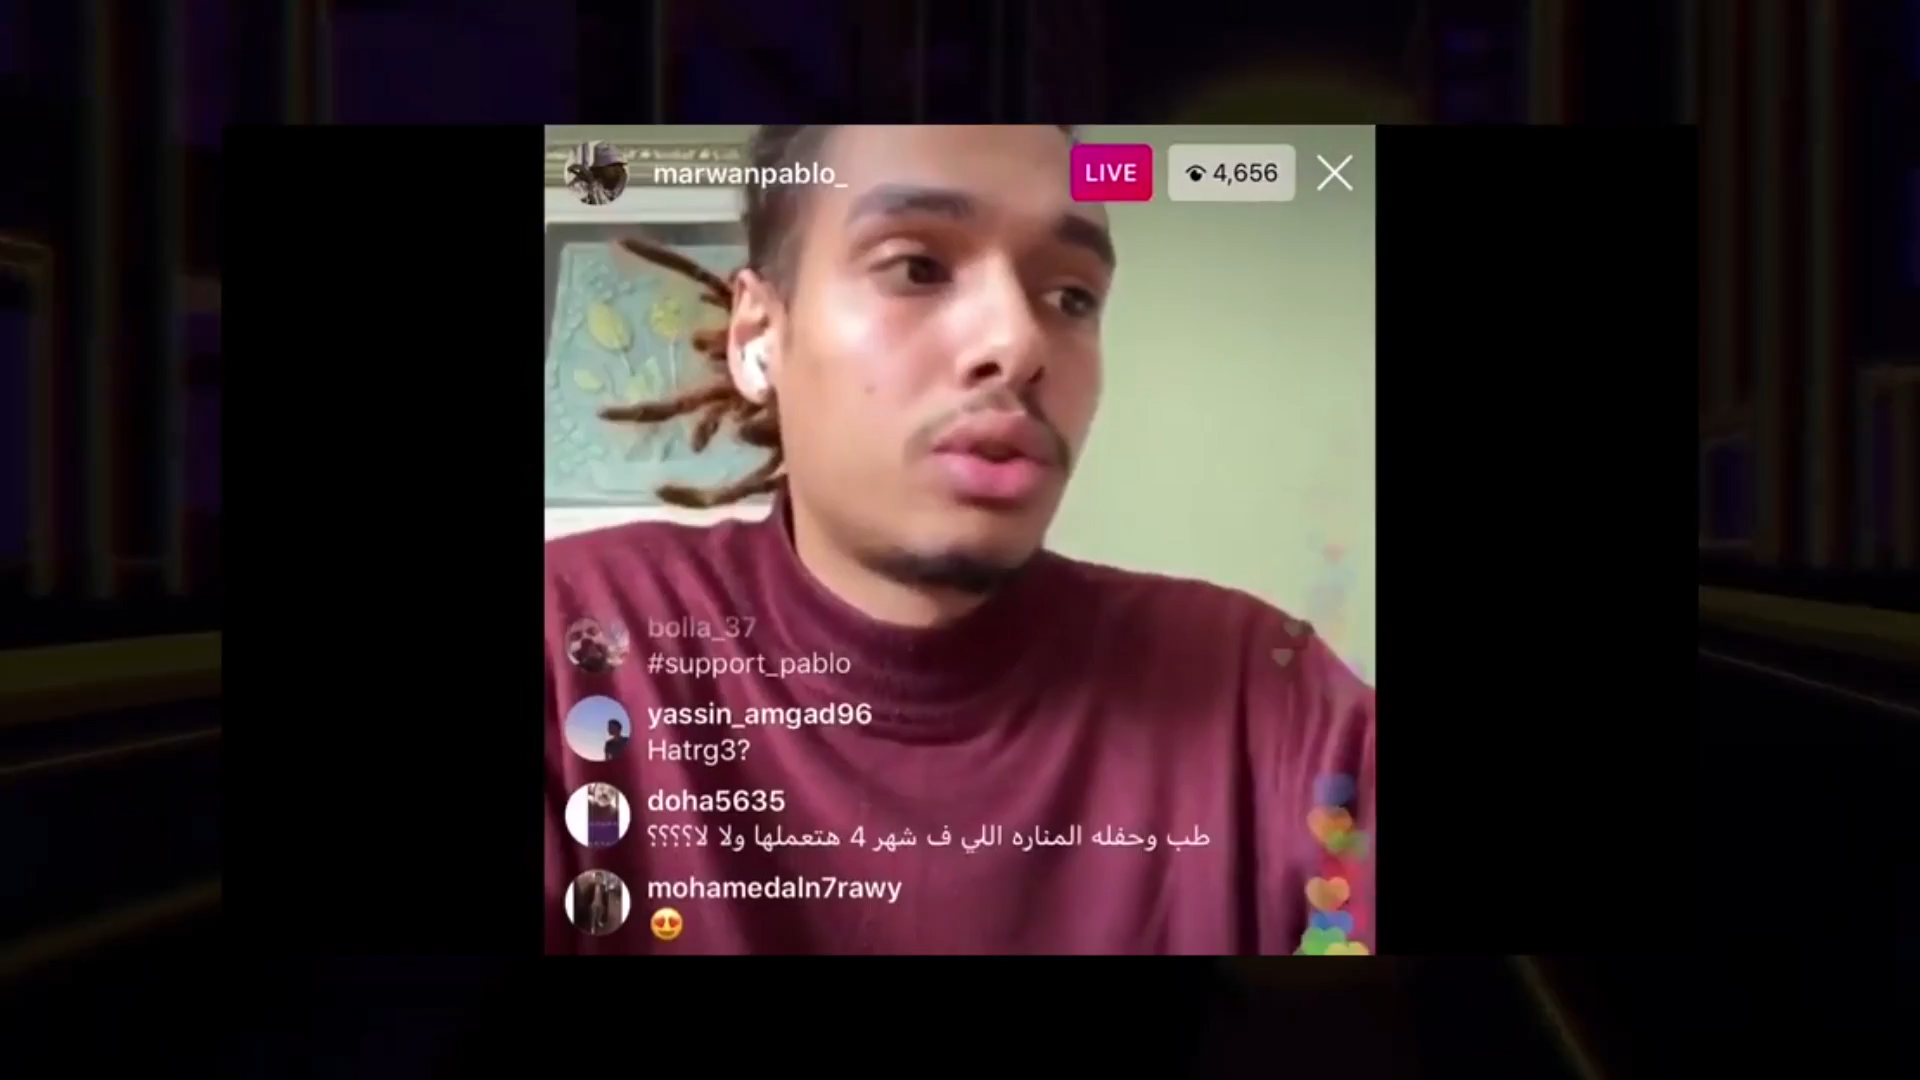 marwanpablo_
LIVE
4,656
bolla_37
#support_pablo
yassin_amgad96
Hatrg3?
doha5635
طب وحفله المناره اللي ف شهر 4 هتعملها ولا لا؟؟؟؟
mohamedaln7rawy
😍